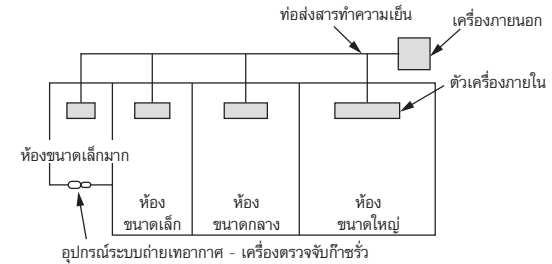 ท่อส่งสารทำความเย็น
เครื่องภายนอก
ตัวเครื่องภายใน
ห้องขนาดเล็กมาก
ห้อง
ขนาดเล็ก
ห้อง
ขนาดกลาง
ห้อง
ขนาดใหญ่
อุปกรณ์ระบบถ่ายเทอากาศ - เครื่องตรวจจับก๊าซรั่ว